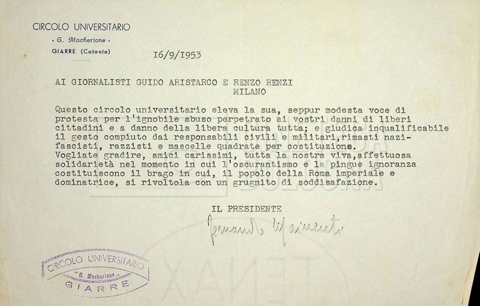 CIRCOLO UNIVERSITARIO
"G. Macherione"
GIARRE (Catania)
16/9/1953
AI GIORNALISTI GUIDO ARISTARCO E RENZO RENZI
MILANO
Questo circolo universitario eleva la sua, seppur modesta voce di
protesta per l'ignobile abuso perpetrato ai vostri danni di liberi
cittadini e a danno della libera cultura tutta; e giudica inqualificabile
il gesto compiuto dai responsabili civili e militari,rimasti nazi-
fascisti, razzisti e mascelle quadrate per costituzione.
Vogliate gradire, amici carissimi, tutta la nostra viva,affettuosa
solidarietà nel momento in cui l'oscurantismo e la pingue ignoranza
costituiscono il brago in cui, il popolo della Roma imperiale e
dominatrice, si rivoltola con un grugnito di soddisafazione.
IL PRESIDENTE
CIRCOLO UNIVERSITARIO
"G. Macherione"
GIARRE
TENAX